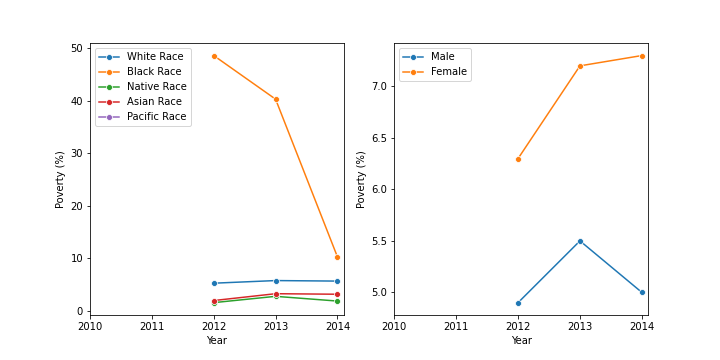 50
40
30
20
10
0
Poverty (%)
White Race
Black Race
Native Race
Asian Race
Pacific Race
2010 2011 2012 2013 2014
Year
7.0
6.5
6.0
5.5
5.0
Poverty (%)
Male
Female
2010 2011 2012 2013 2014
Year